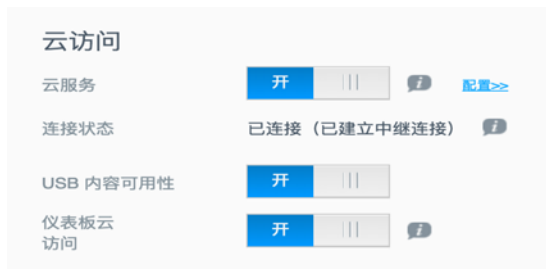 云访问
云服务 开 配置>>
连接状态 已连接（已建立中继连接）
USB 内容可用性 开
仪表板云
访问 开